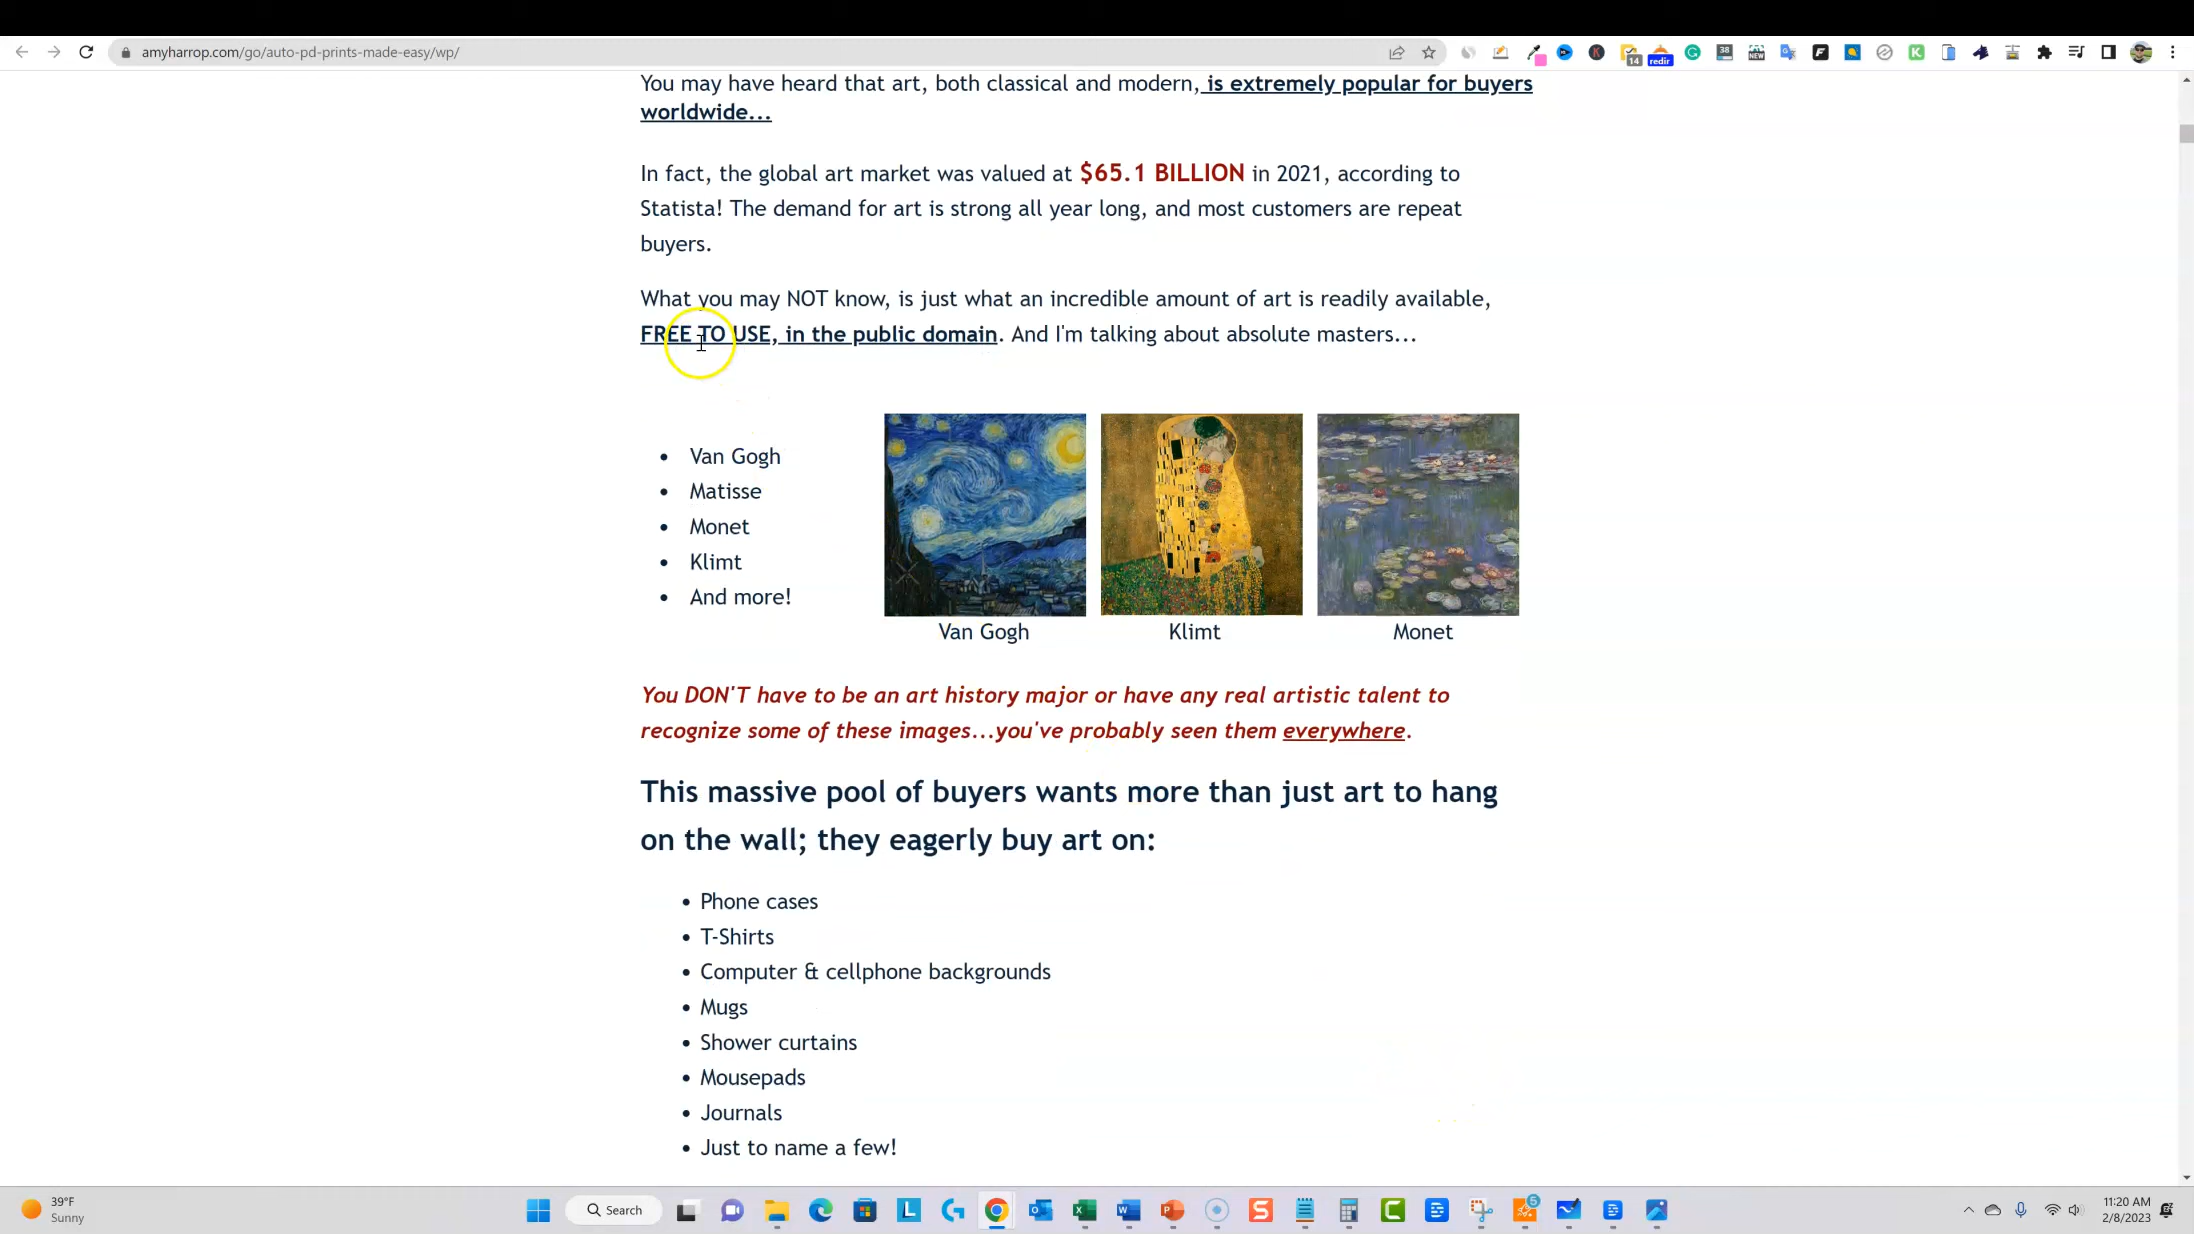 amyharrop.com/go/auto-pd-prints-made-easy/wp/
38
NEW
14
redir
You may have heard that art, both classical and modern, is extremely popular for buyers
worldwide...
In fact, the global art market was valued at $65.1 BILLION in 2021, according to
Statista! The demand for art is strong all year long, and most customers are repeat
buyers.
What you may NOT know, is just what an incredible amount of art is readily available,
FREE TO USE, in the public domain. And I'm talking about absolute masters...
• Van Gogh
• Matisse
• Monet
• Klimt
• And more!
Van Gogh Klimt Monet
You DON'T have to be an art history major or have any real artistic talent to
recognize some of these images...you've probably seen them everywhere.
This massive pool of buyers wants more than just art to hang
on the wall; they eagerly buy art on:
• Phone cases
• T-Shirts
• Computer & cellphone backgrounds
• Mugs
• Shower curtains
• Mousepads
• Journals
• Just to name a few!
39°F
Sunny
Search
5
11:20 AM
2/8/2023